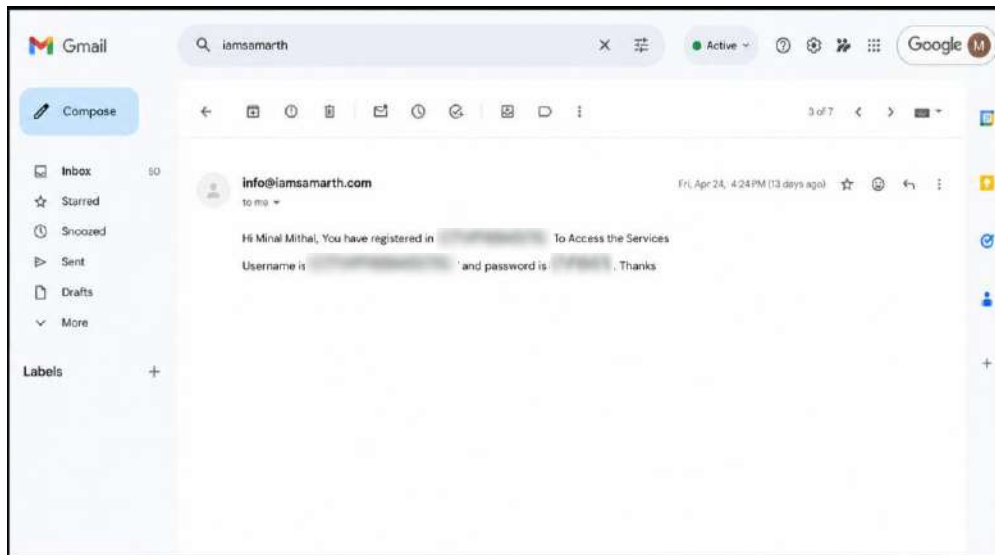 Gmail
iamsamarth
Active
Google M
Compose
3 of 7
Inbox 50
Starred
Snoozed
Sent
Drafts
More
Labels
info@iamsamarth.com
Fri, Apr 24, 4:24 PM (13 days ago)
to me
Hi Minal Mithal, You have registered in To Access the Services
Username is ' and password is . Thanks